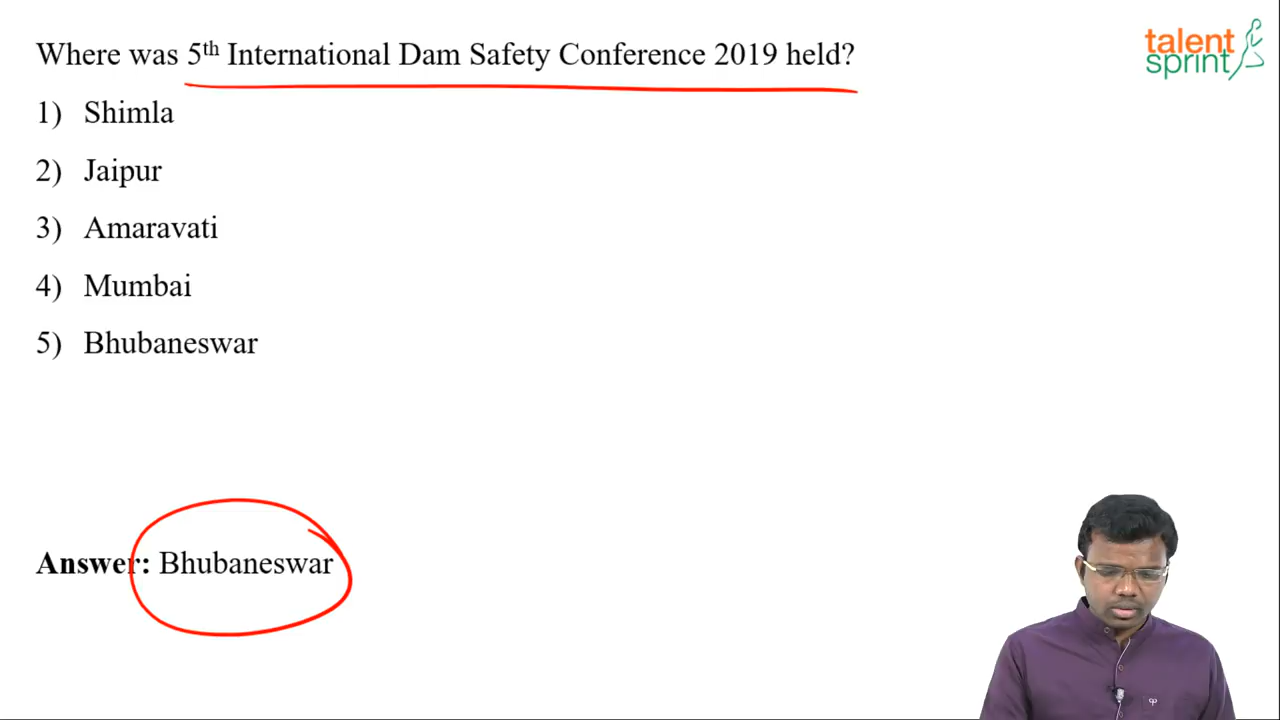 Where was 5th International Dam Safety Conference 2019 held?
talent
sprint
1) Shimla
2) Jaipur
3) Amaravati
4) Mumbai
5) Bhubaneswar
Answer: Bhubaneswar